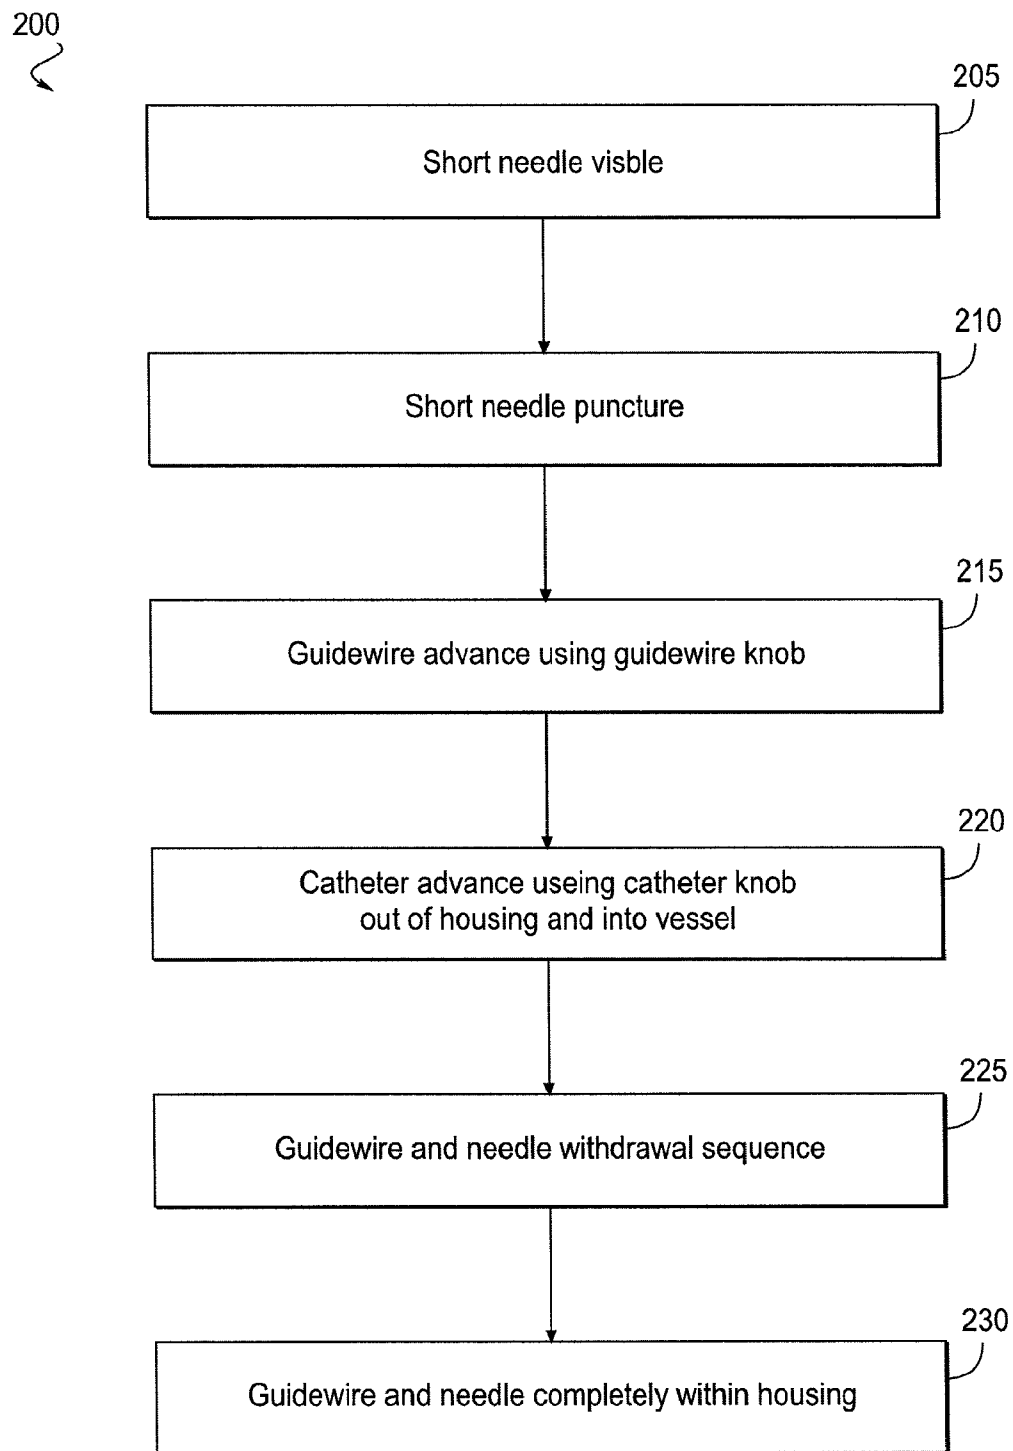 200
205
Short needle visble
210
Short needle puncture
215
Guidewire advance using guidewire knob
220
Catheter advance useing catheter knob
out of housing and into vessel
225
Guidewire and needle withdrawal sequence
230
Guidewire and needle completely within housing